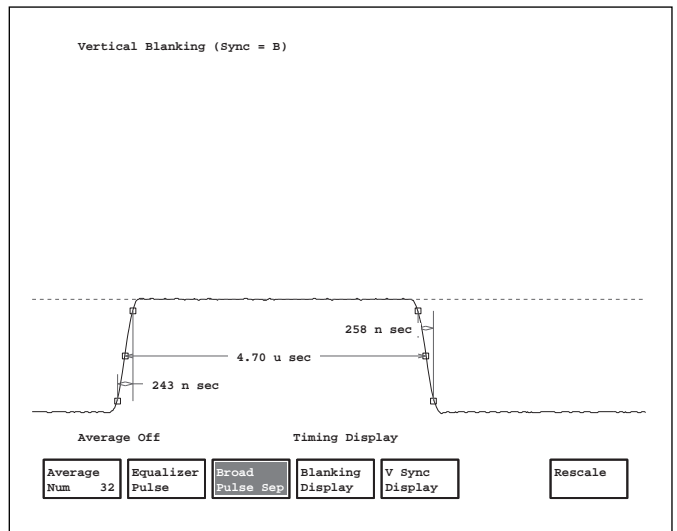 Vertical Blanking (Sync = B)
258 n sec
4.70 u sec
243 n sec
Average Off Timing Display
Average Equalizer Broad Blanking V Sync Rescale
Num 32 Pulse Pulse Sep Display Display